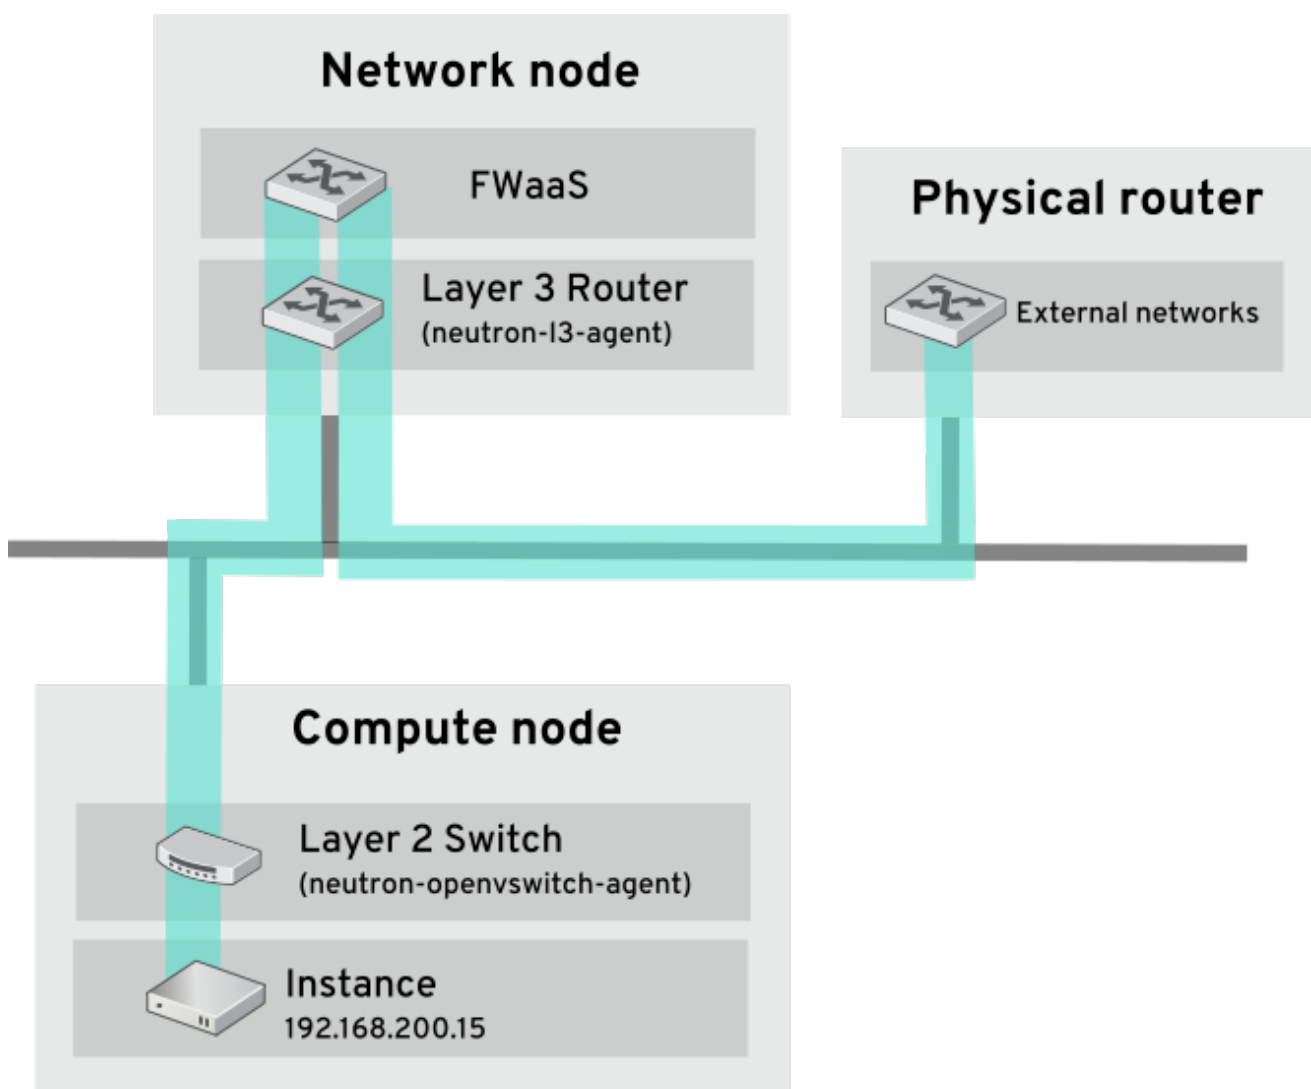 Network node
FWaaS
Layer 3 Router
(neutron-l3-agent)
Physical router
External networks
Compute node
Layer 2 Switch
(neutron-openvswitch-agent)
Instance
192.168.200.15